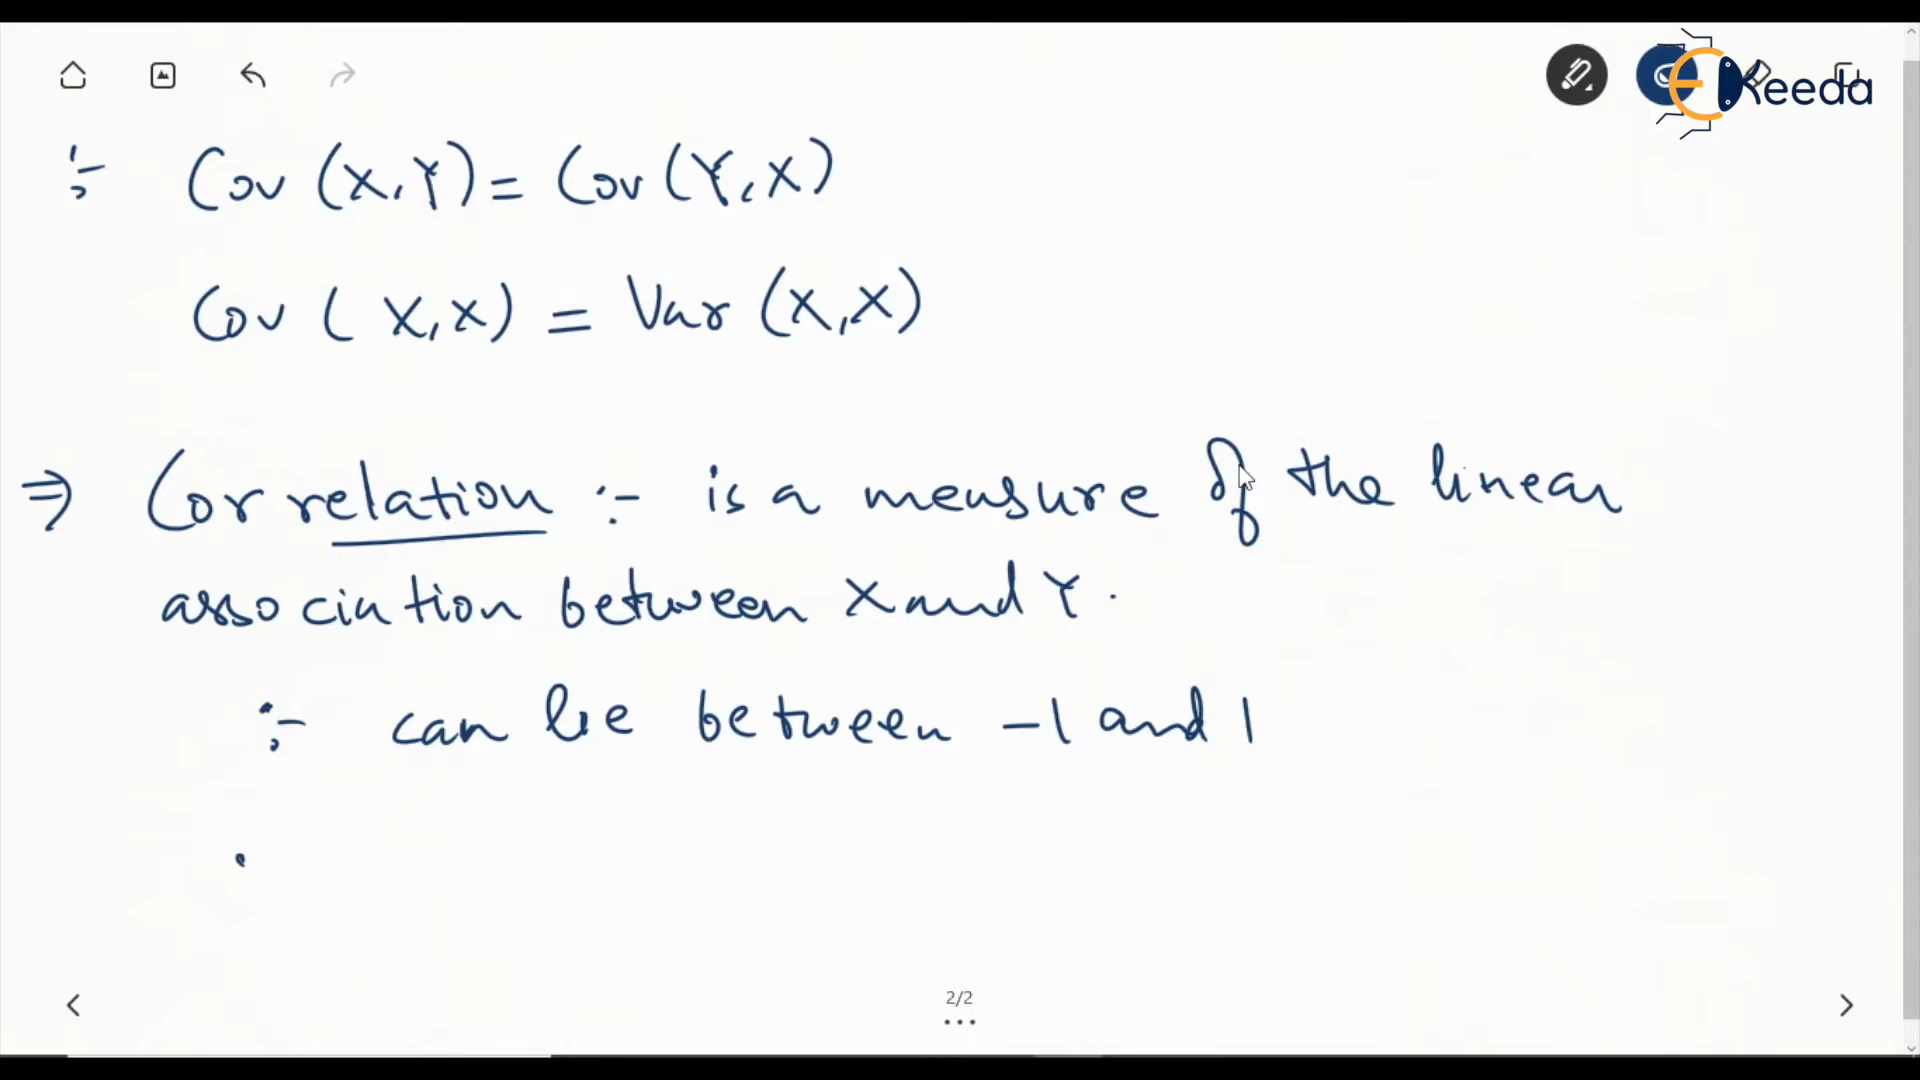 EKeeda
:- Cov (X,Y) = Cov (Y,X)
Cov (X,X) = Var (X,X)
⇒ Correlation :- is a measure of the linear
association between X and Y.
:- can be between -1 and 1
.
2/2